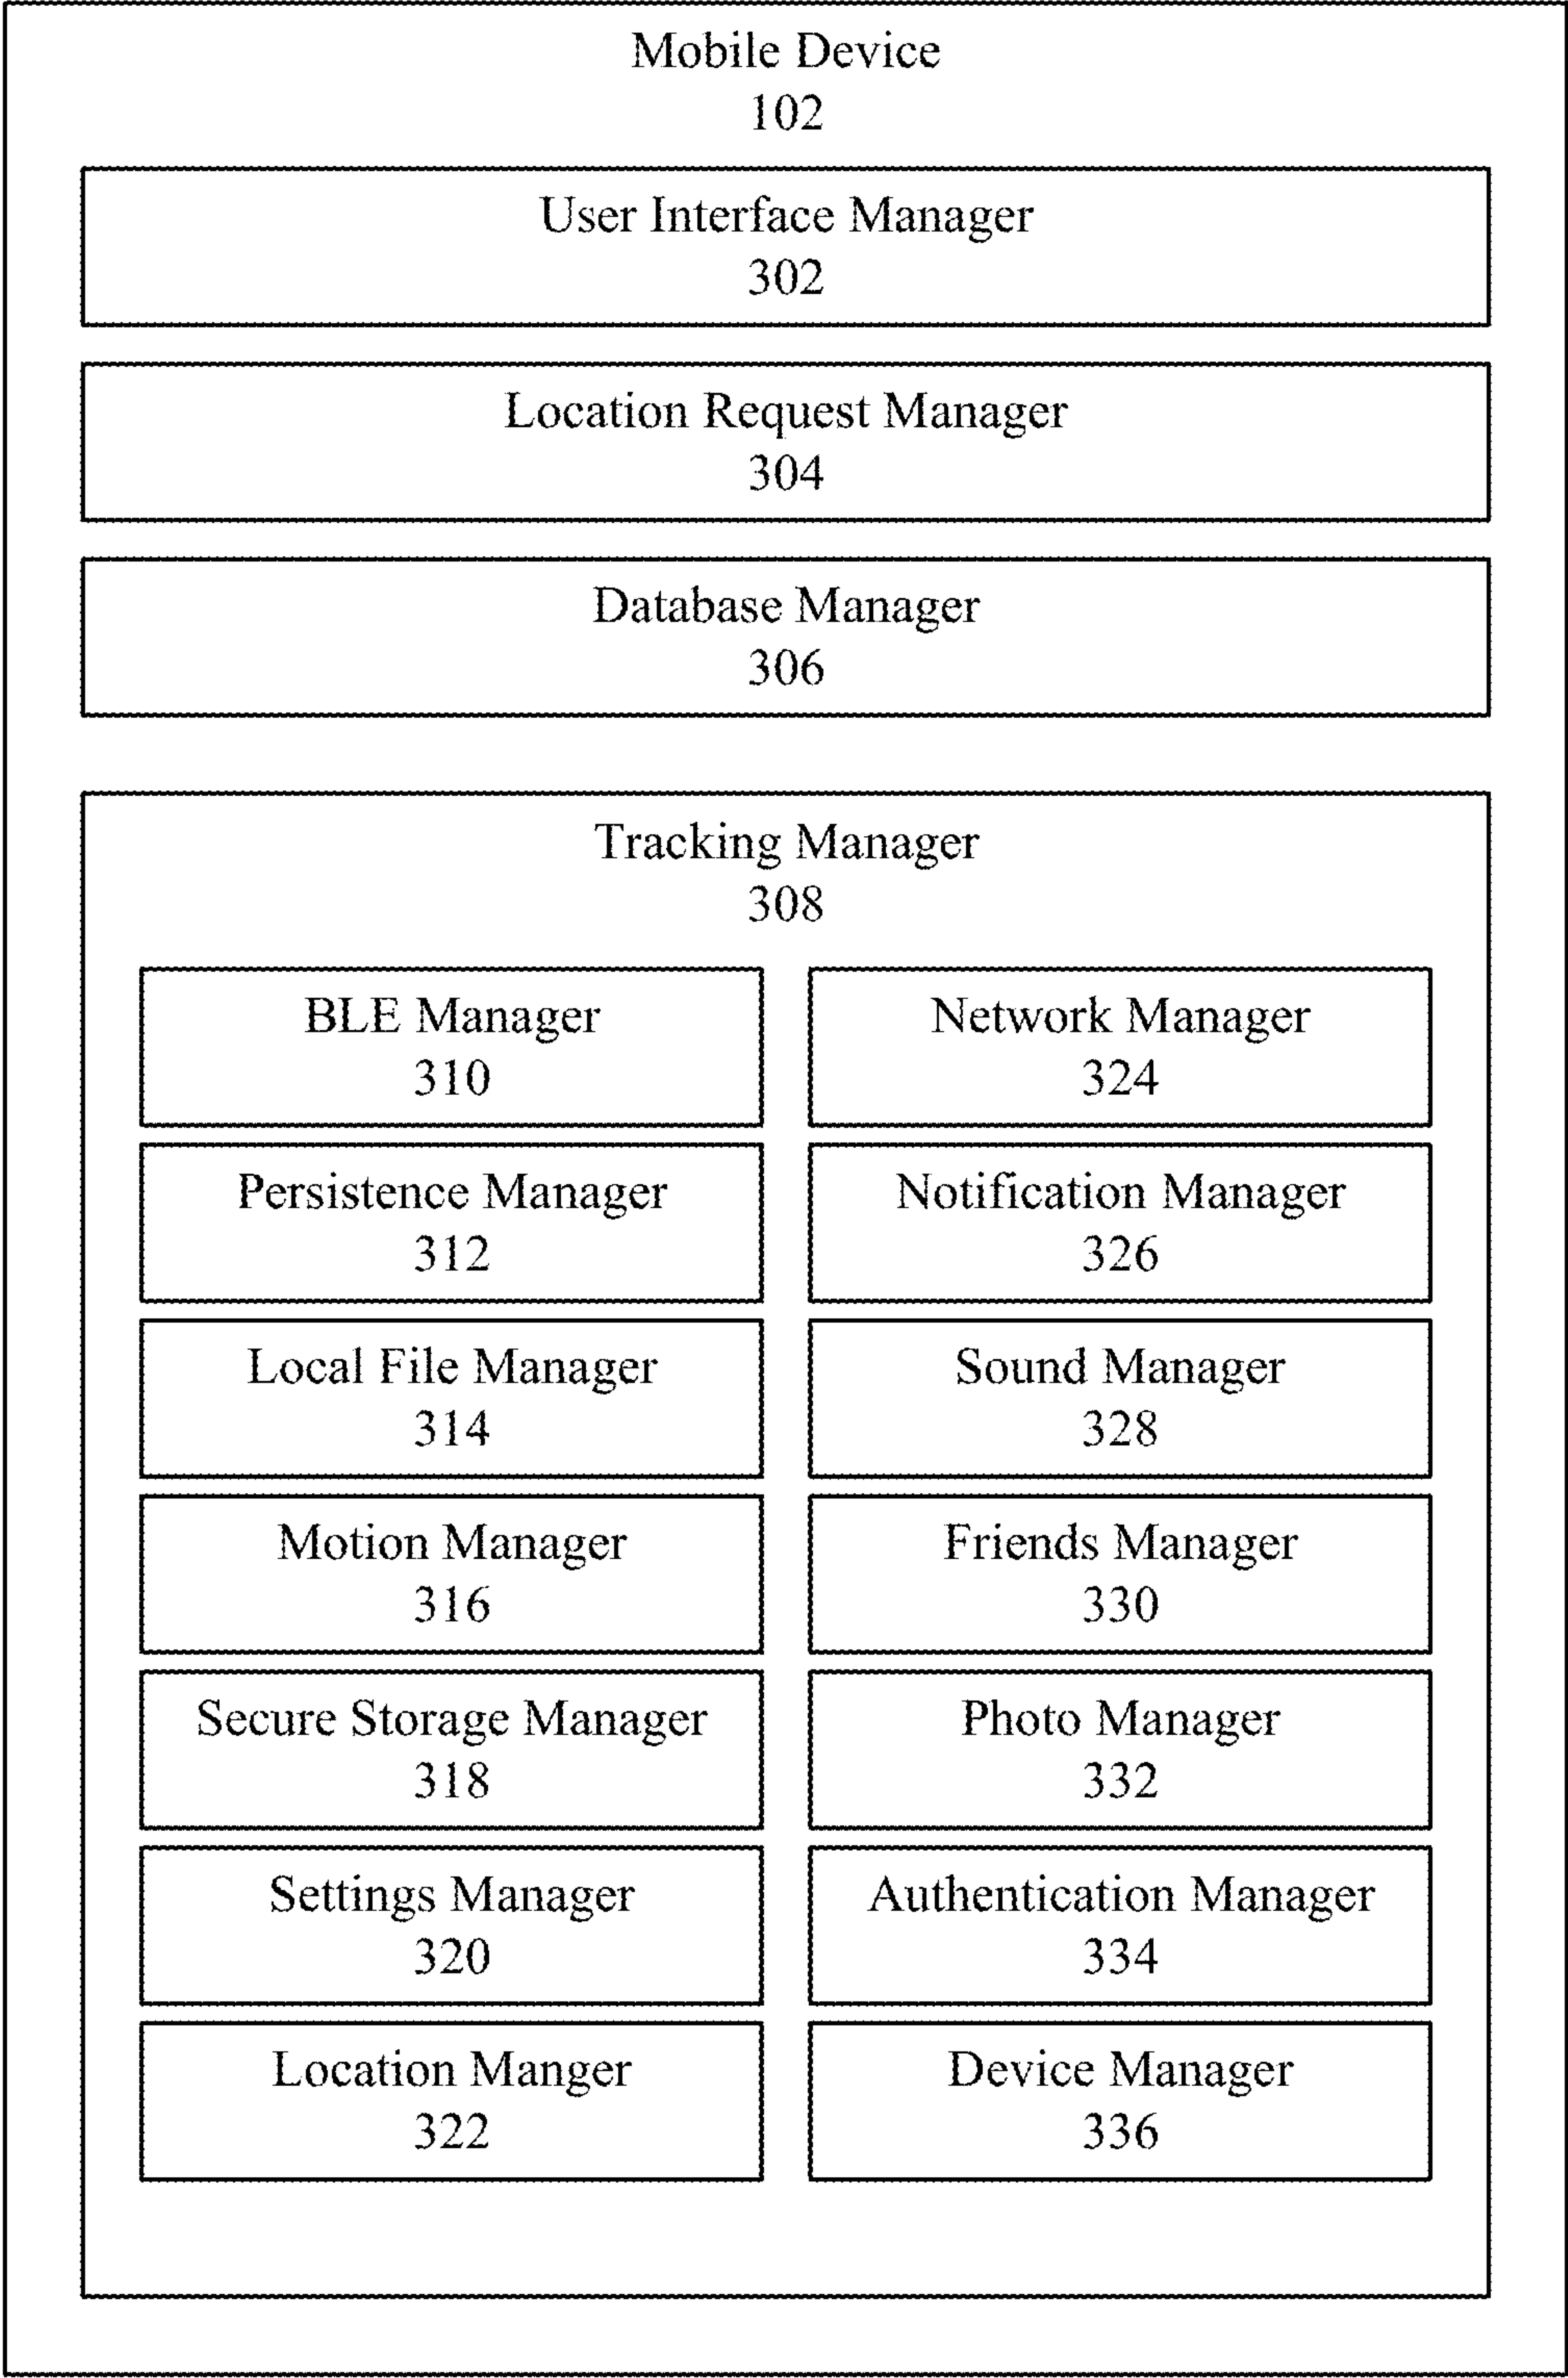 Mobile Device
102
User Interface Manager
302
Location Request Manager
304
Database Manager
306
Tracking Manager
308
BLE Manager
310
Network Manager
324
Persistence Manager
312
Notification Manager
326
Local File Manager
314
Sound Manager
328
Motion Manager
316
Friends Manager
330
Secure Storage Manager
318
Photo Manager
332
Settings Manager
320
Authentication Manager
334
Location Manger
322
Device Manager
336